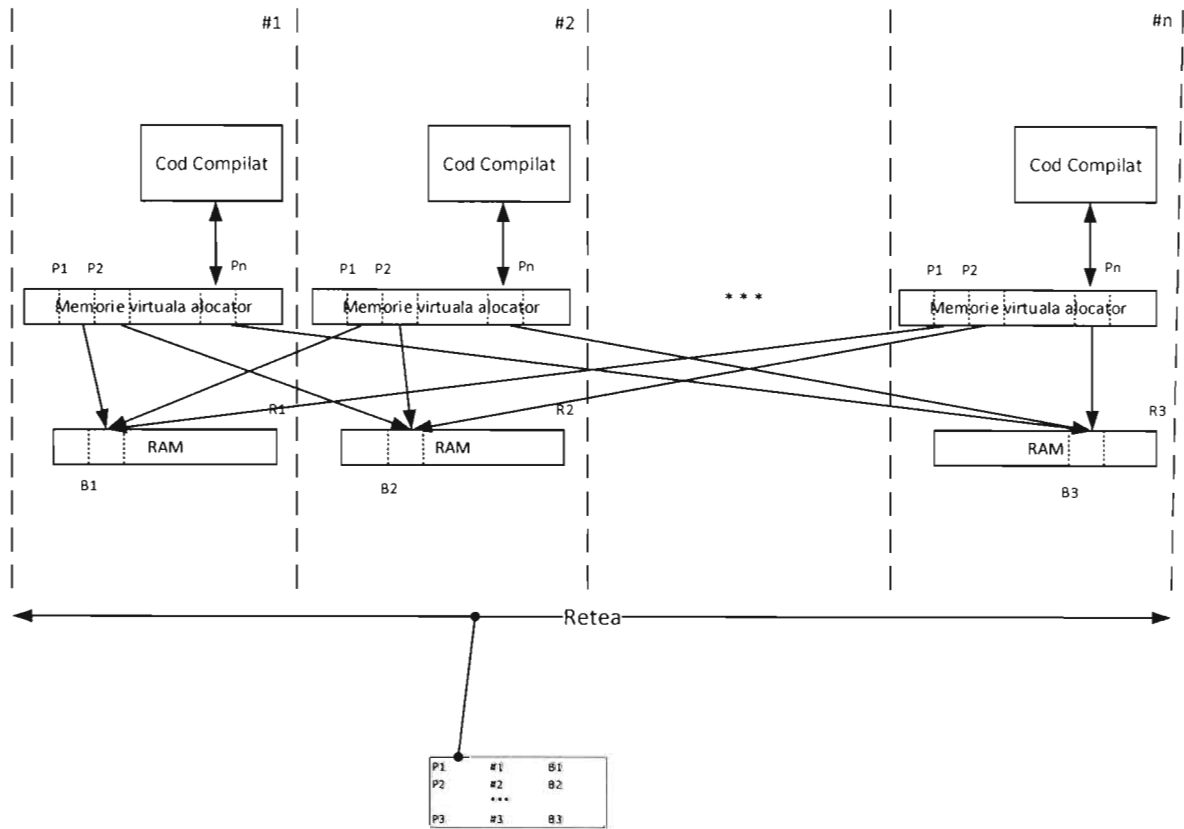 #1 #2 #n
Cod Compilat Cod Compilat Cod Compilat
P1 P2 Pn P1 P2 Pn P1 P2 Pn
Memorie virtuala alocator Memorie virtuala alocator Memorie virtuala alocator
* * *
R1 R2 R3
RAM RAM RAM
B1 B2 B3
Retea
P1 #1 B1
P2 #2 B2
***
P3 #3 B3